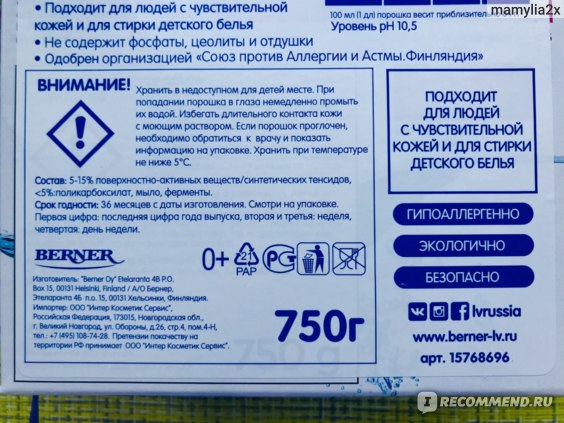 mamylia2x
• Подходит для людей с чувствительной
кожей и для стирки детского белья
• Не содержит фосфаты, цеолиты и отдушки
• Одобрен организацией «Союз против Аллергии и Астмы.Финляндия»
100 мл (1 дл) порошка весит приблизительно
Уровень рН 10,5
ВНИМАНИЕ!
Хранить в недоступном для детей месте. При
попадании порошка в глаза немедленно промыть
их водой. Избегать длительного контакта кожи
с моющим раствором. Если порошок проглочен,
необходимо обратиться к врачу и показать
информацию на упаковке. Хранить при температуре
не ниже 5°C.
Состав: 5-15% поверхностно-активных веществ/синтетических тенсидов,
<5%:поликарбоксилат, мыло, ферменты.
Срок годности: 36 месяцев с даты изготовления. Смотри на упаковке.
Первая цифра: последняя цифра года выпуска, вторая и третья: неделя,
четвертая: день недели.
BERNER
0+
21
PAP
РСТ
Изготовитель: "Berner Oy" Etelaranta 4B P.O.
Box 15, 00131 Helsinki, Finland / А/О Бернер,
Этеларанта 4Б п.о. 15, 00131 Хельсинки, Финляндия.
Импортер: ООО "Интер Косметик Сервис",
Российская Федерация, 173015, Новгородская обл.,
г. Великий Новгород, ул. Обороны, д.26, стр.4, пом.4-Н,
тел.: +7(495) 108-74-28. Претензии покупателей на
территории РФ принимает ООО "Интер Косметик Сервис".
750г
750 g
ПОДХОДИТ
ДЛЯ ЛЮДЕЙ
С ЧУВСТВИТЕЛЬНОЙ
КОЖЕЙ И ДЛЯ СТИРКИ
ДЕТСКОГО БЕЛЬЯ
ГИПОАЛЛЕРГЕННО
ЭКОЛОГИЧНО
БЕЗОПАСНО
lvrussia
www.berner-lv.ru
арт. 15768696
IRECOMMEND.RU